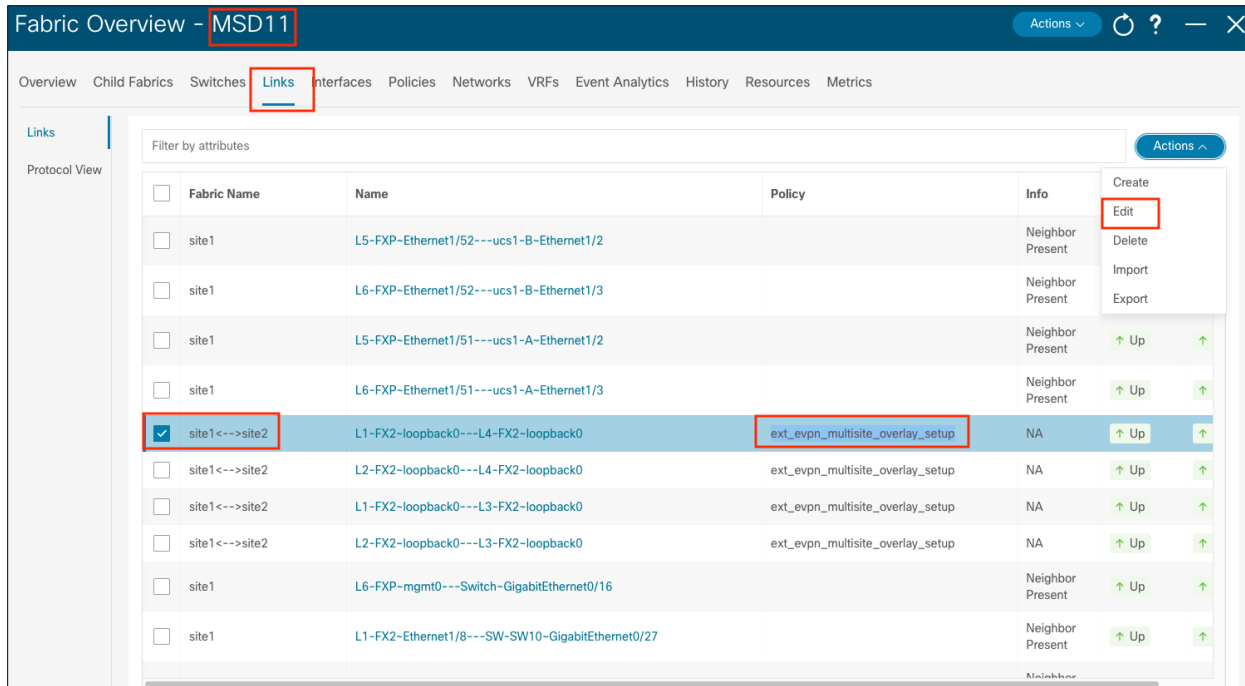 Fabric Overview - MSD11
Actions
?
Overview Child Fabrics Switches Links Interfaces Policies Networks VRFs Event Analytics History Resources Metrics
Links
Protocol View
Filter by attributes
Actions
Create
Edit
Delete
Import
Export
Fabric Name Name Policy Info
site1 L5-FXP~Ethernet1/52---ucs1-B~Ethernet1/2 Neighbor
Present
site1 L6-FXP~Ethernet1/52---ucs1-B~Ethernet1/3 Neighbor
Present
site1 L5-FXP~Ethernet1/51---ucs1-A~Ethernet1/2 Neighbor
Present ↑ Up ↑
site1 L6-FXP~Ethernet1/51---ucs1-A~Ethernet1/3 Neighbor
Present ↑ Up ↑
site1<-->site2 L1-FX2~loopback0---L4-FX2~loopback0 ext_evpn_multisite_overlay_setup NA ↑ Up ↑
site1<-->site2 L2-FX2~loopback0---L4-FX2~loopback0 ext_evpn_multisite_overlay_setup NA ↑ Up ↑
site1<-->site2 L1-FX2~loopback0---L3-FX2~loopback0 ext_evpn_multisite_overlay_setup NA ↑ Up ↑
site1<-->site2 L2-FX2~loopback0---L3-FX2~loopback0 ext_evpn_multisite_overlay_setup NA ↑ Up ↑
site1 L6-FXP~mgmt0---Switch~GigabitEthernet0/16 Neighbor
Present ↑ Up ↑
site1 L1-FX2~Ethernet1/8---SW-SW10~GigabitEthernet0/27 Neighbor
Present ↑ Up ↑
Neighbor